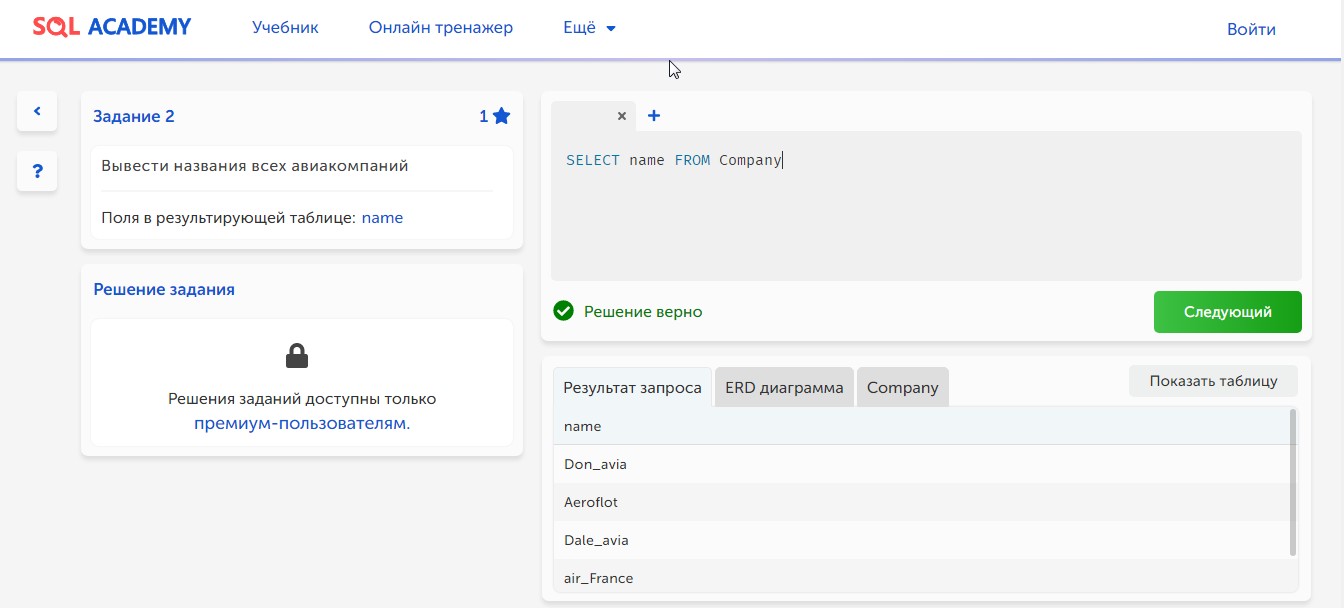 SQL ACADEMY
Учебник
Онлайн тренажер
Ещё
Войти
Задание 2
1
Вывести названия всех авиакомпаний
Поля в результирующей таблице: name
Решение задания
Решения заданий доступны только
премиум-пользователям.
SELECT name FROM Company
Решение верно
Следующий
Результат запроса
ERD диаграмма
Company
Показать таблицу
name
Don_avia
Aeroflot
Dale_avia
air_France